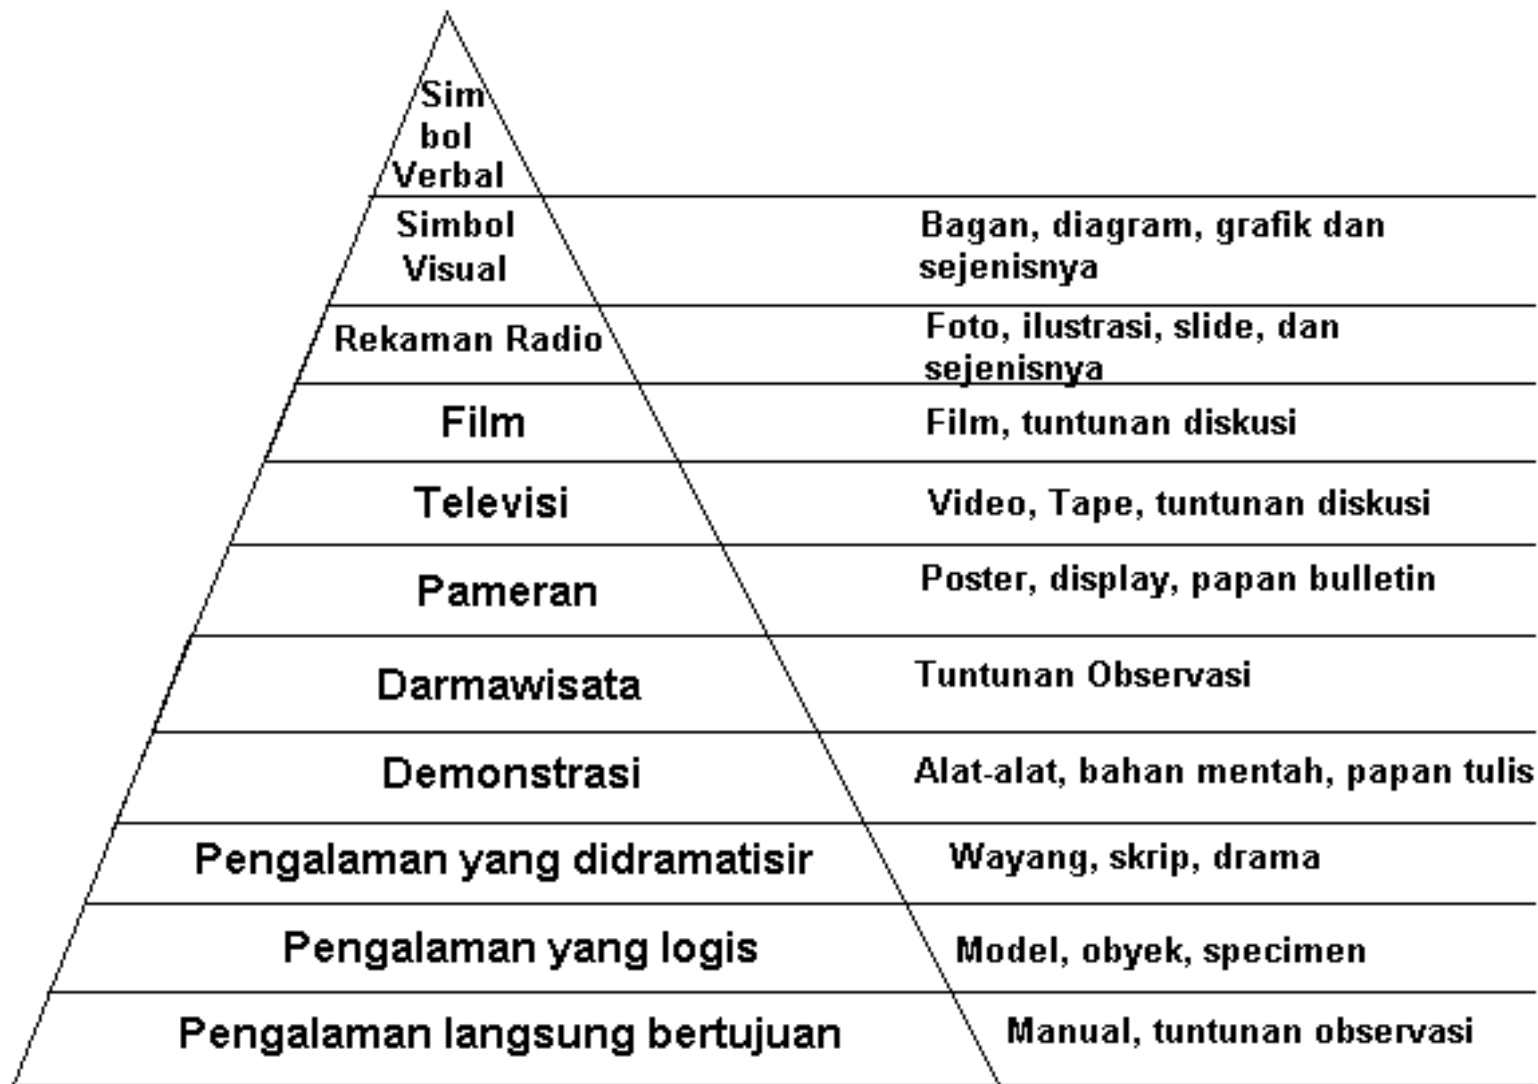 Sim
bol
Verbal
Simbol
Visual
Bagan, diagram, grafik dan
sejenisnya
Rekaman Radio
Foto, ilustrasi, slide, dan
sejenisnya
Film
Film, tuntunan diskusi
Televisi
Video, Tape, tuntunan diskusi
Pameran
Poster, display, papan bulletin
Darmawisata
Tuntunan Observasi
Demonstrasi
Alat-alat, bahan mentah, papan tulis
Pengalaman yang didramatisir
Wayang, skrip, drama
Pengalaman yang logis
Model, obyek, specimen
Pengalaman langsung bertujuan
Manual, tuntunan observasi